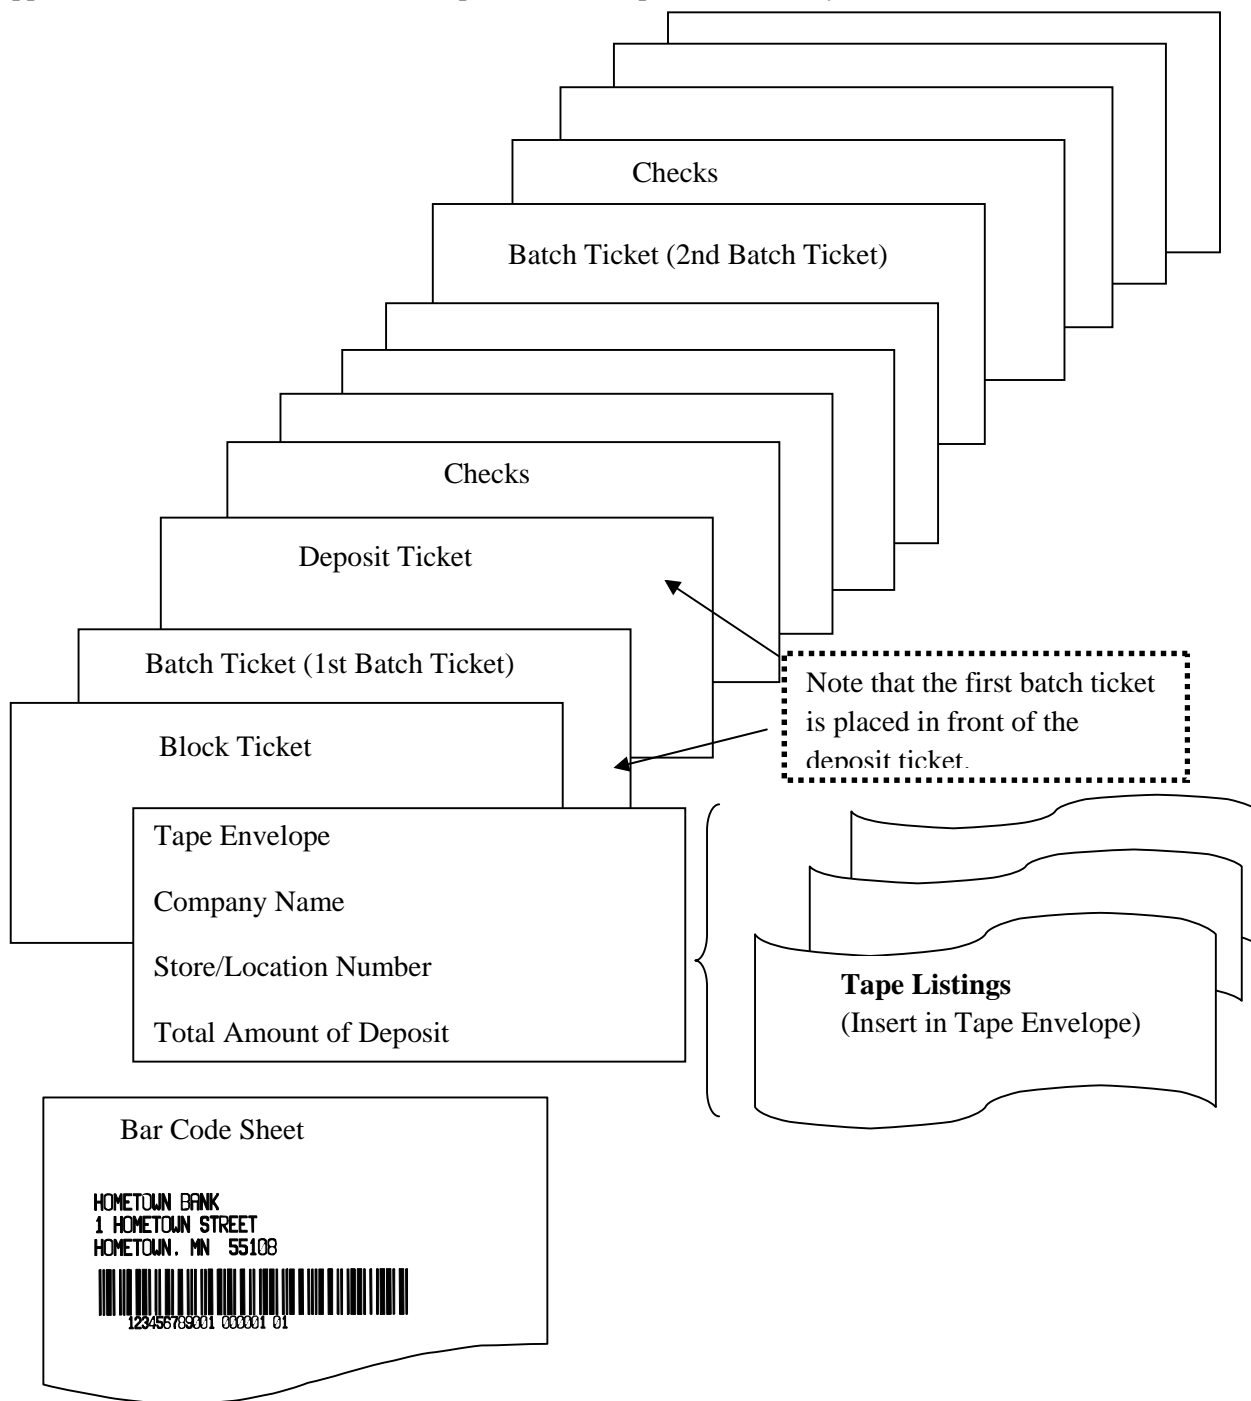 Checks
Batch Ticket (2nd Batch Ticket)
Checks
Deposit Ticket
Batch Ticket (1st Batch Ticket)
Note that the first batch ticket
is placed in front of the
deposit ticket.
Block Ticket
Tape Envelope
Company Name
Store/Location Number
Total Amount of Deposit
Tape Listings
(Insert in Tape Envelope)
Bar Code Sheet
HOMETOWN BANK
1 HOMETOWN STREET
HOMETOWN. MN 55108
123456789001 000001 01